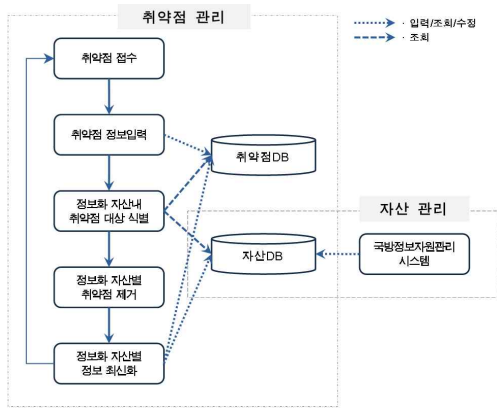 취약점 관리
· 입력/조회/수정
· 조회
취약점 접수
취약점 정보입력
취약점DB
정보화 자산내
취약점 대상 식별
자산 관리
자산DB
국방정보자원관리
시스템
정보화 자산별
취약점 제거
정보화 자산별
정보 최신화